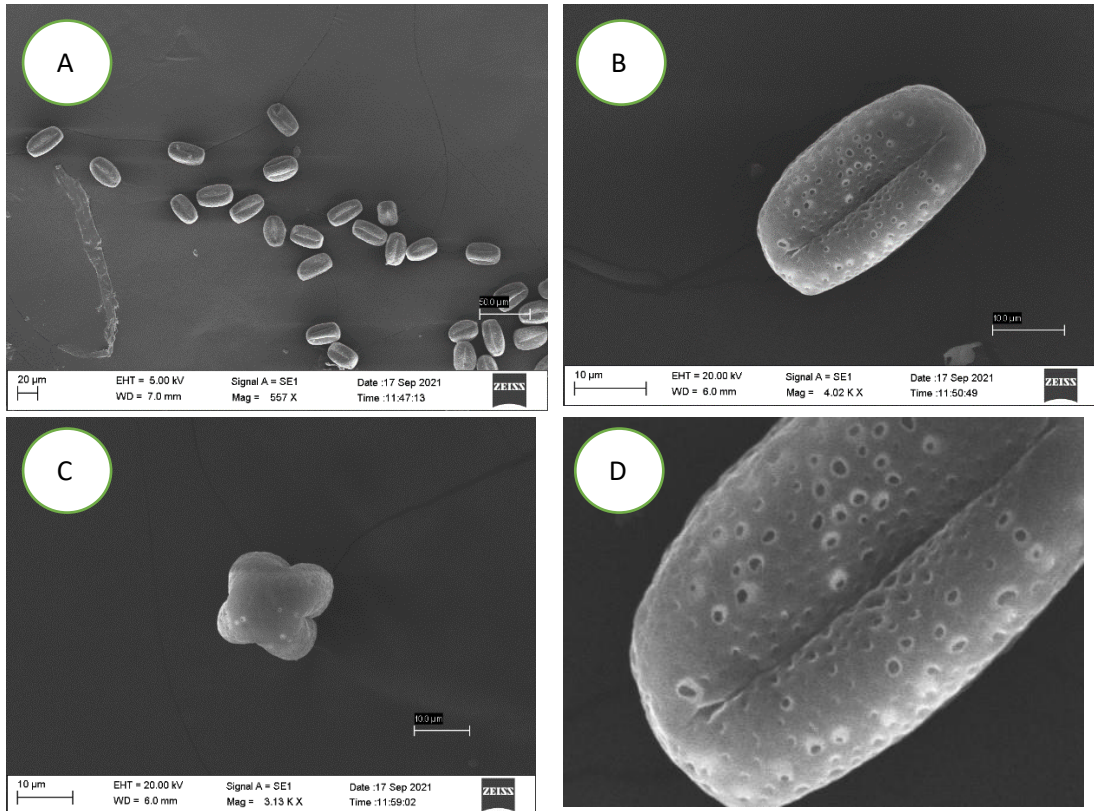 A
50.0 µm
20 µm
EHT = 5.00 kV
WD = 7.0 mm
Signal A = SE1
Mag = 557 X
Date :17 Sep 2021
Time :11:47:13
ZEISS
B
10.0 µm
10 µm
EHT = 20.00 kV
WD = 6.0 mm
Signal A = SE1
Mag = 4.02 K X
Date :17 Sep 2021
Time :11:50:49
ZEISS
C
10.0 µm
10 µm
EHT = 20.00 kV
WD = 6.0 mm
Signal A = SE1
Mag = 3.13 K X
Date :17 Sep 2021
Time :11:59:02
ZEISS
D